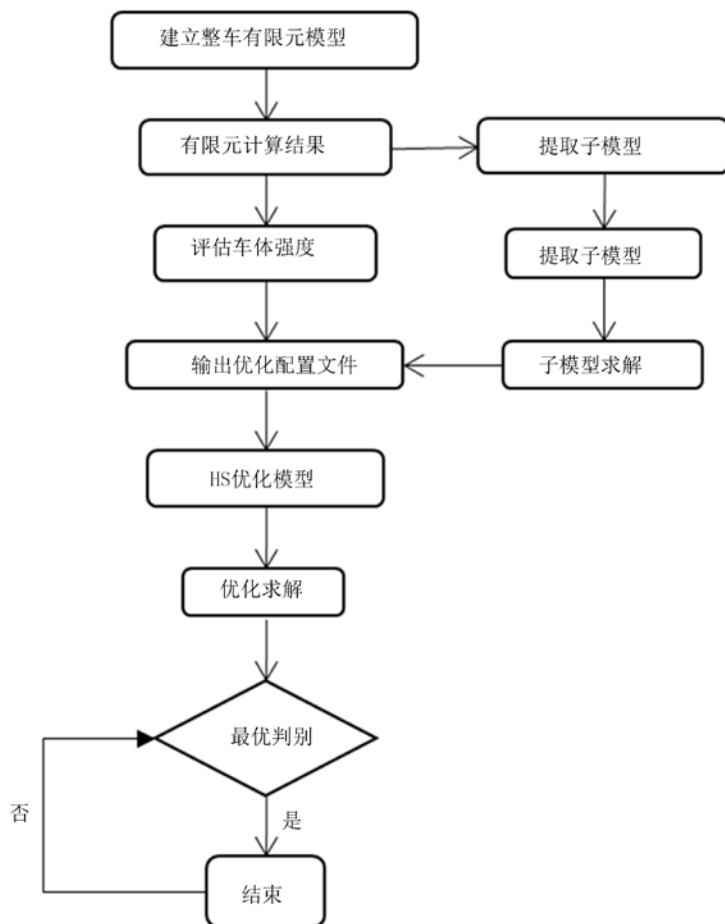 建立整车有限元模型
有限元计算结果
提取子模型
评估车体强度
提取子模型
输出优化配置文件
子模型求解
HS优化模型
优化求解
最优判别
否
是
结束